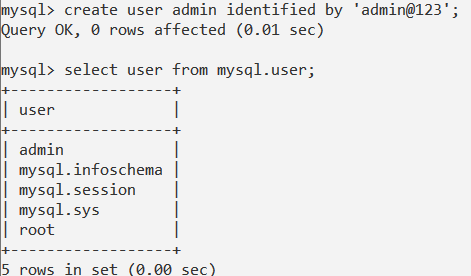 mysql> create user admin identified by 'admin@123';
Query OK, 0 rows affected (0.01 sec)
mysql> select user from mysql.user;
+------------------+
| user             |
+------------------+
| admin            |
| mysql.infoschema |
| mysql.session    |
| mysql.sys        |
| root             |
+------------------+
5 rows in set (0.00 sec)